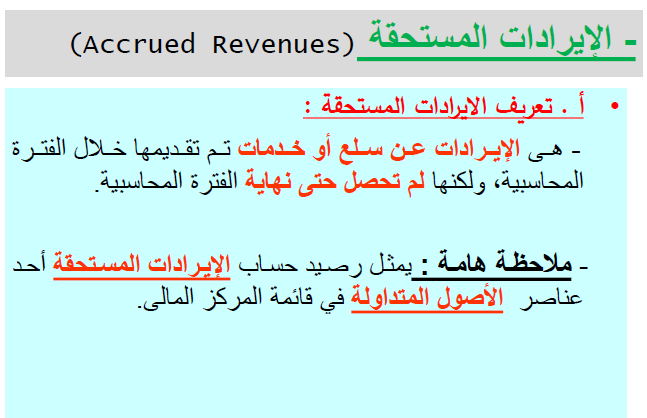 - الإيرادات المستحقة (Accrued Revenues)
• أ . تعريف الايرادات المستحقة :
- هى الإيرادات عن سلع أو خدمات تم تقديمها خلال الفترة
المحاسبية، ولكنها لم تحصل حتى نهاية الفترة المحاسبية.
- ملاحظة هامة : يمثل رصيد حساب الإيرادات المستحقة أحد
عناصر الأصول المتداولة في قائمة المركز المالى.